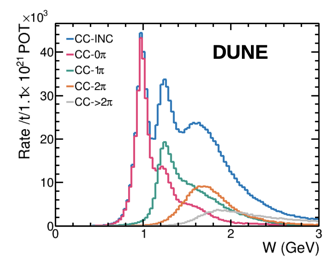 ×10³
CC-INC
CC-0π
CC-1π
CC-2π
CC->2π
DUNE
Rate /t/1.1×10²¹ POT
40
30
20
10
0
0 1 2 3
W (GeV)